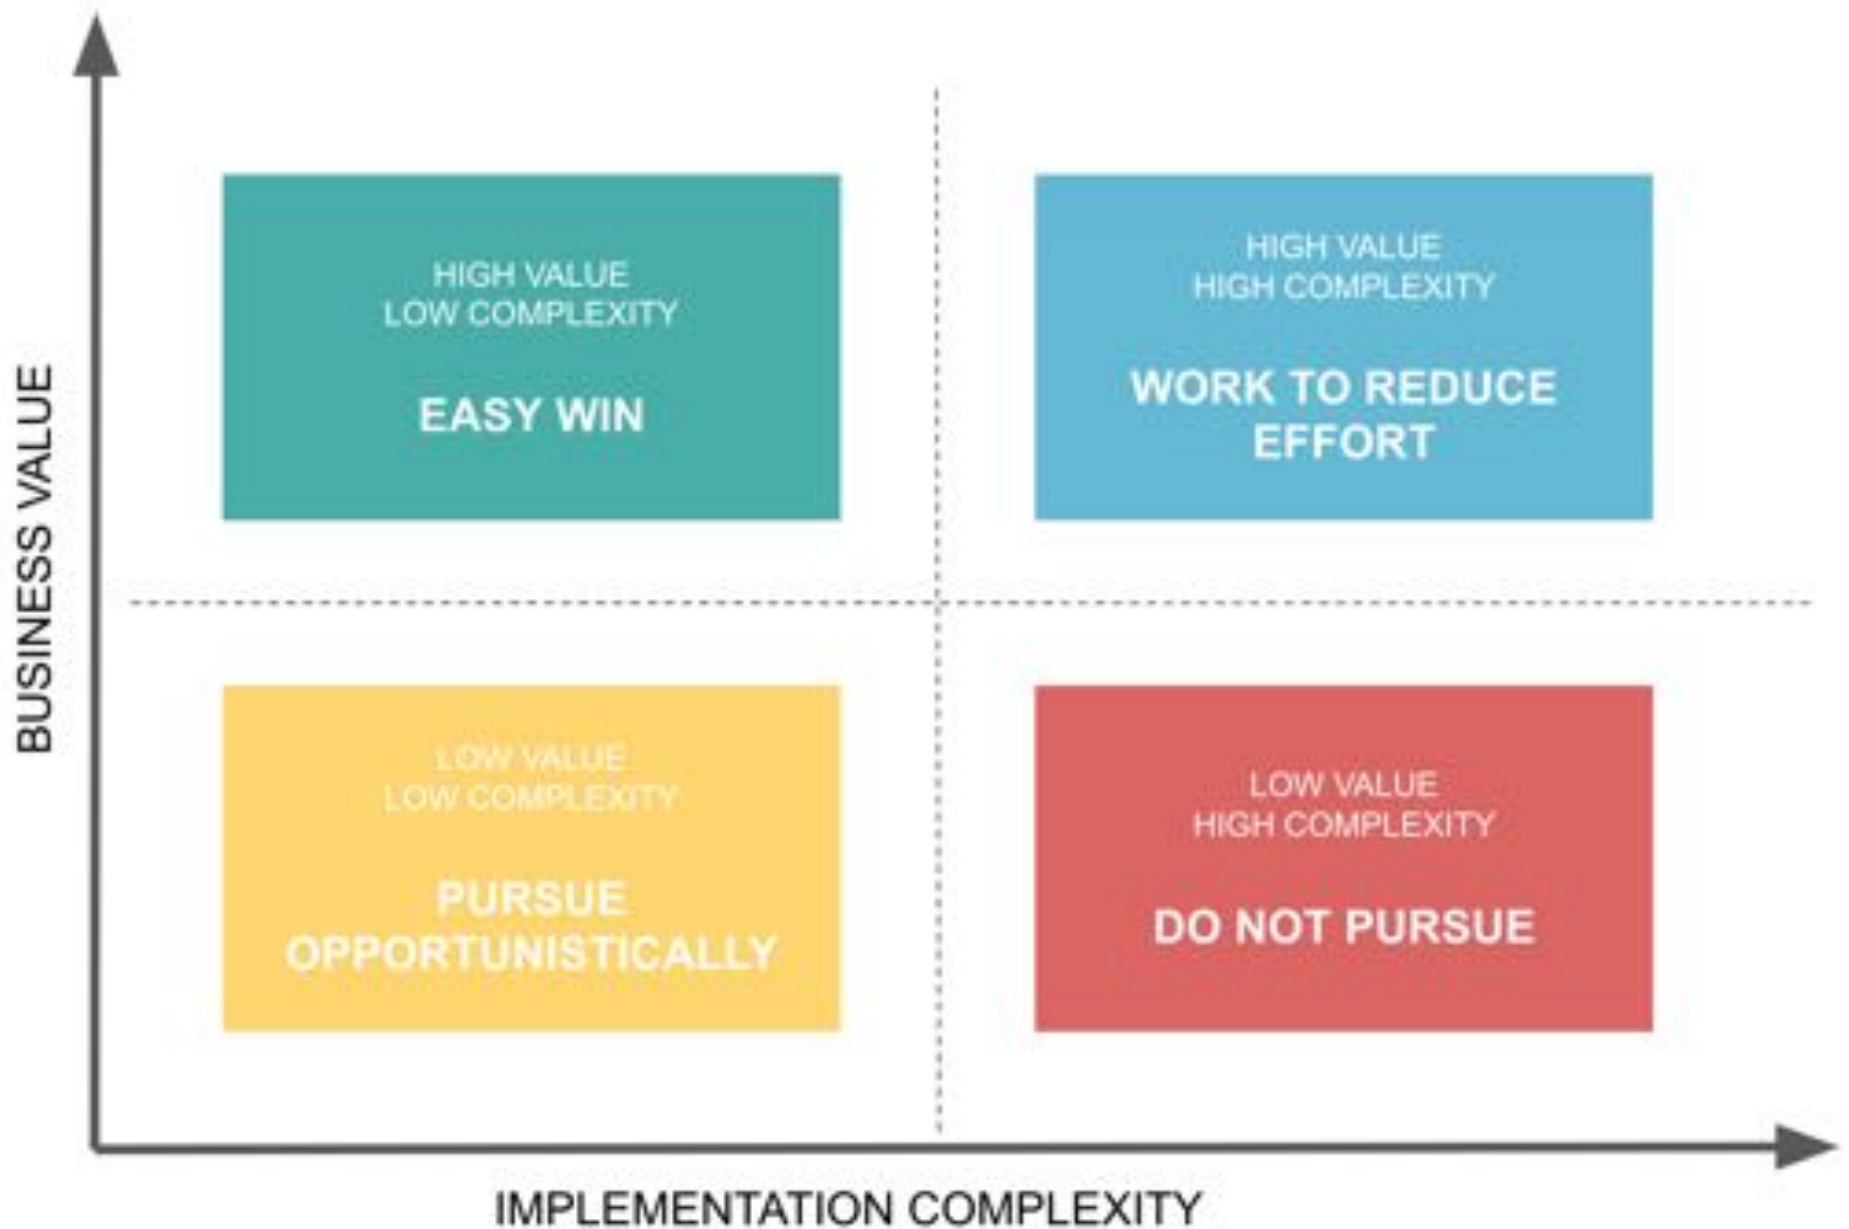 BUSINESS VALUE
HIGH VALUE
LOW COMPLEXITY
EASY WIN
HIGH VALUE
HIGH COMPLEXITY
WORK TO REDUCE
EFFORT
LOW VALUE
LOW COMPLEXITY
PURSUE
OPPORTUNISTICALLY
LOW VALUE
HIGH COMPLEXITY
DO NOT PURSUE
IMPLEMENTATION COMPLEXITY